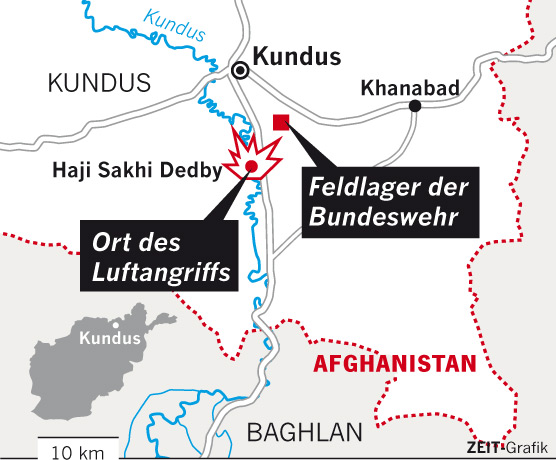 Kundus
KUNDUS
Kundus
Khanabad
Haji Sakhi Dedby
Feldlager der
Bundeswehr
Ort des
Luftangriffs
Kundus
AFGHANISTAN
BAGHLAN
10 km
ZEIT-Grafik